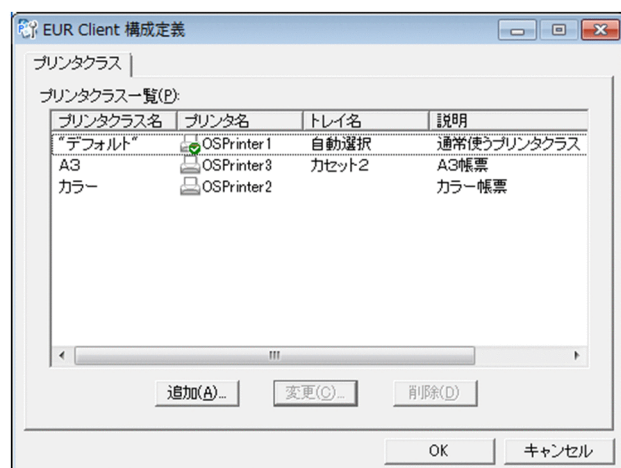 EUR Client 構成定義
プリンタクラス
プリンタクラス一覧(P):
プリンタクラス名 プリンタ名 トレイ名 説明
"デフォルト" OSPrinter1 自動選択 通常使うプリンタクラス
A3 OSPrinter3 カセット2 A3帳票
カラー OSPrinter2 カラー帳票
追加(A)... 変更(C)... 削除(D)
OK キャンセル